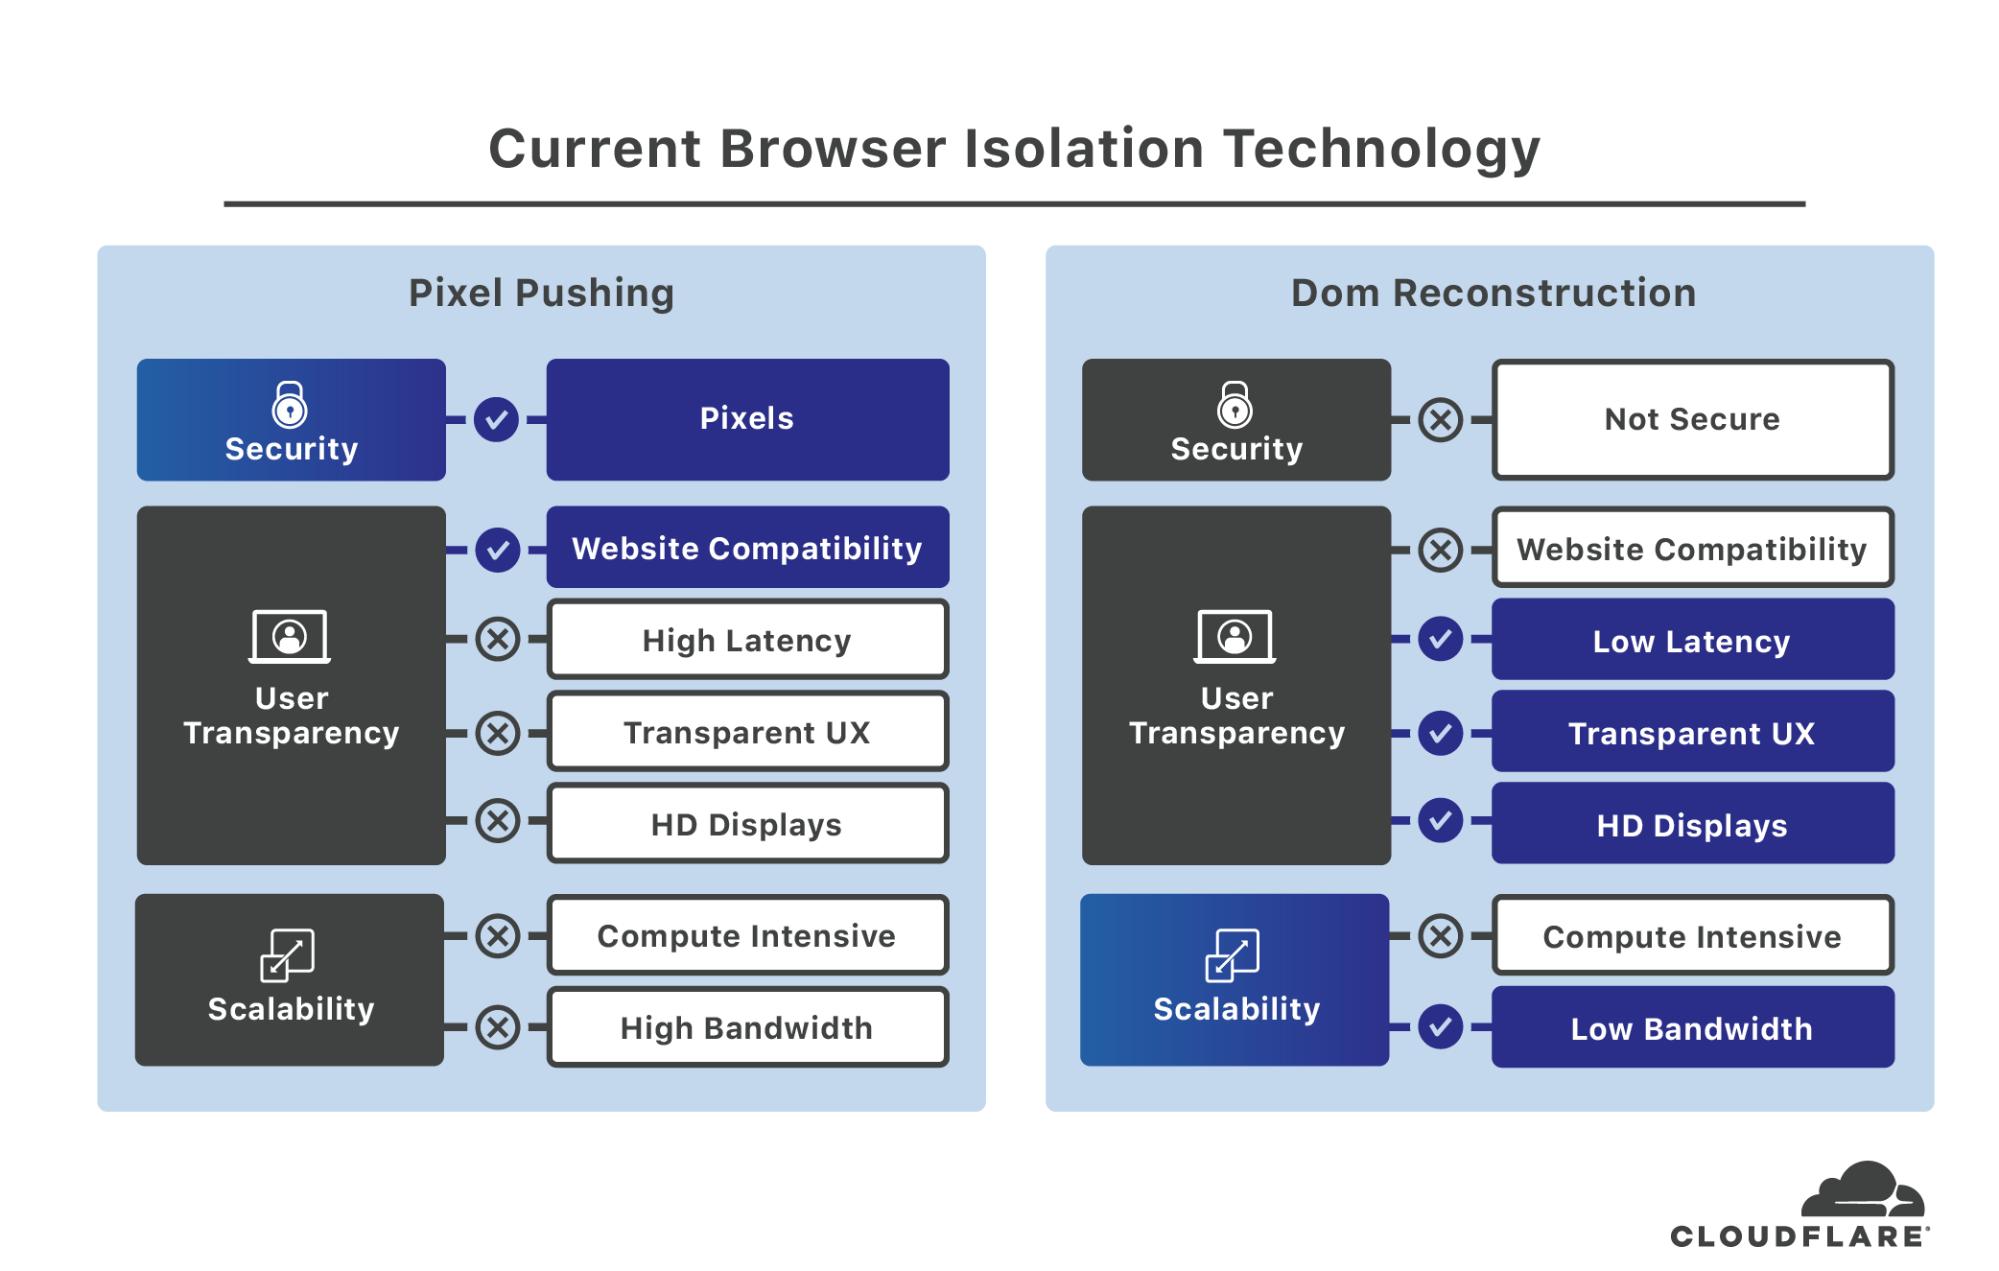 Current Browser Isolation Technology
Pixel Pushing
Security
Pixels
User
Transparency
Website Compatibility
High Latency
Transparent UX
HD Displays
Scalability
Compute Intensive
High Bandwidth
Dom Reconstruction
Security
Not Secure
User
Transparency
Website Compatibility
Low Latency
Transparent UX
HD Displays
Scalability
Compute Intensive
Low Bandwidth
CLOUDFLARE®